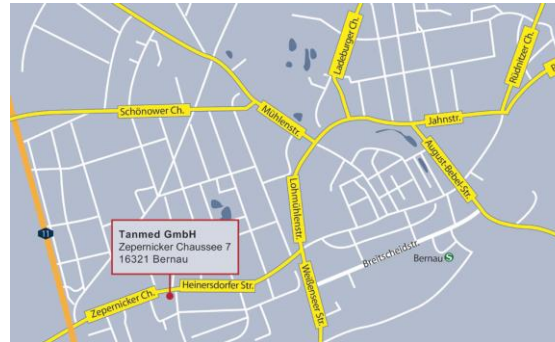 Ladeburger Ch.
Rüdnitzer Ch.
Schönower Ch.
Mühlenstr.
Jahnstr.
August-Bebel-Str.
Lohmühlenstr.
11
Tanmed GmbH
Zepernicker Chaussee 7
16321 Bernau
Breitscheidstr.
Bernau S
Heinersdorfer Str.
Weißenseer Str.
Zepernicker Ch.